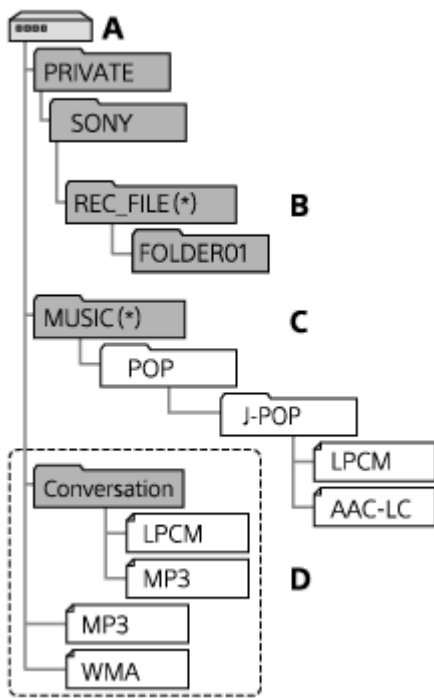 A
PRIVATE
SONY
REC_FILE(*)
B
FOLDER01
MUSIC(*)
C
POP
J-POP
LPCM
AAC-LC
Conversation
LPCM
MP3
D
MP3
WMA